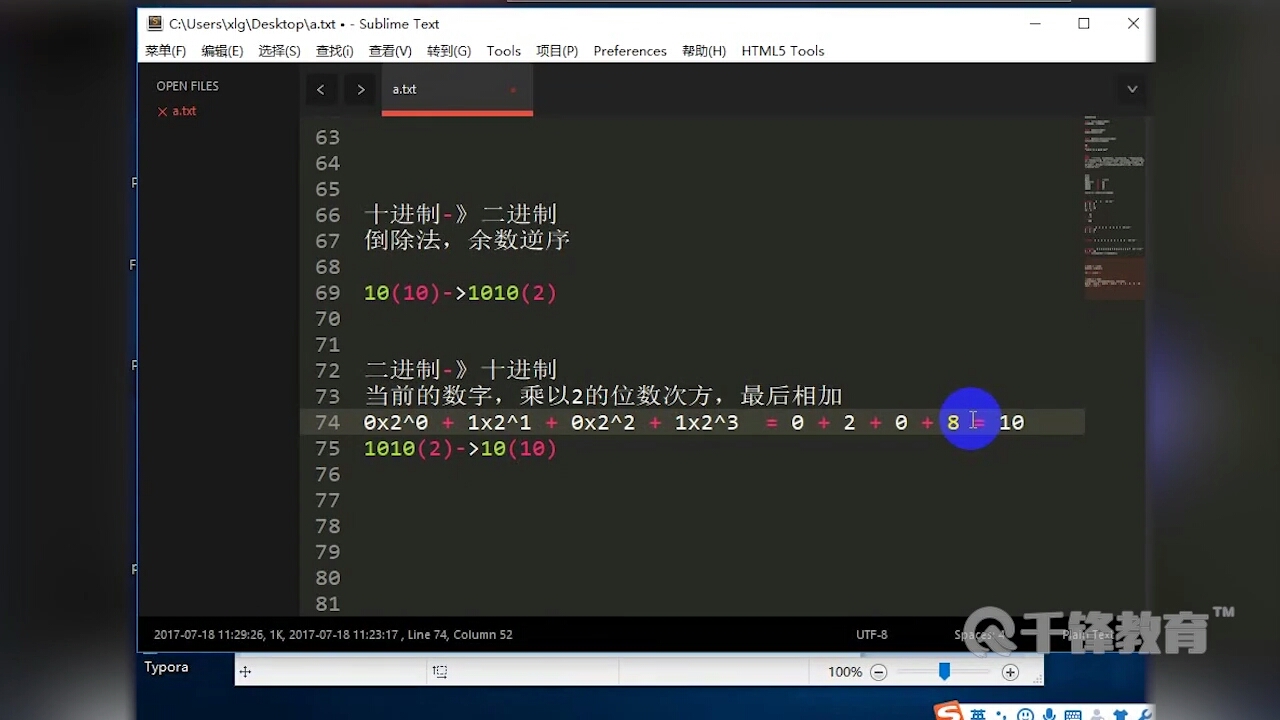 C:\Users\xlg\Desktop\a.txt • - Sublime Text
菜单(F) 编辑(E) 选择(S) 查找(i) 查看(V) 转到(G) Tools 项目(P) Preferences 帮助(H) HTML5 Tools
OPEN FILES
a.txt
a.txt
63
64
65
66 十进制-》二进制
67 倒除法，余数逆序
68
69 10(10)->1010(2)
70
71
72 二进制-》十进制
73 当前的数字，乘以2的位数次方，最后相加
74 0x2^0 + 1x2^1 + 0x2^2 + 1x2^3 = 0 + 2 + 0 + 8 = 10
75 1010(2)->10(10)
76
77
78
79
80
81
2017-07-18 11:29:26, 1K, 2017-07-18 11:23:17 , Line 74, Column 52
UTF-8
Spaces: 4
Plain Text
千锋教育™
Typora
100%
英